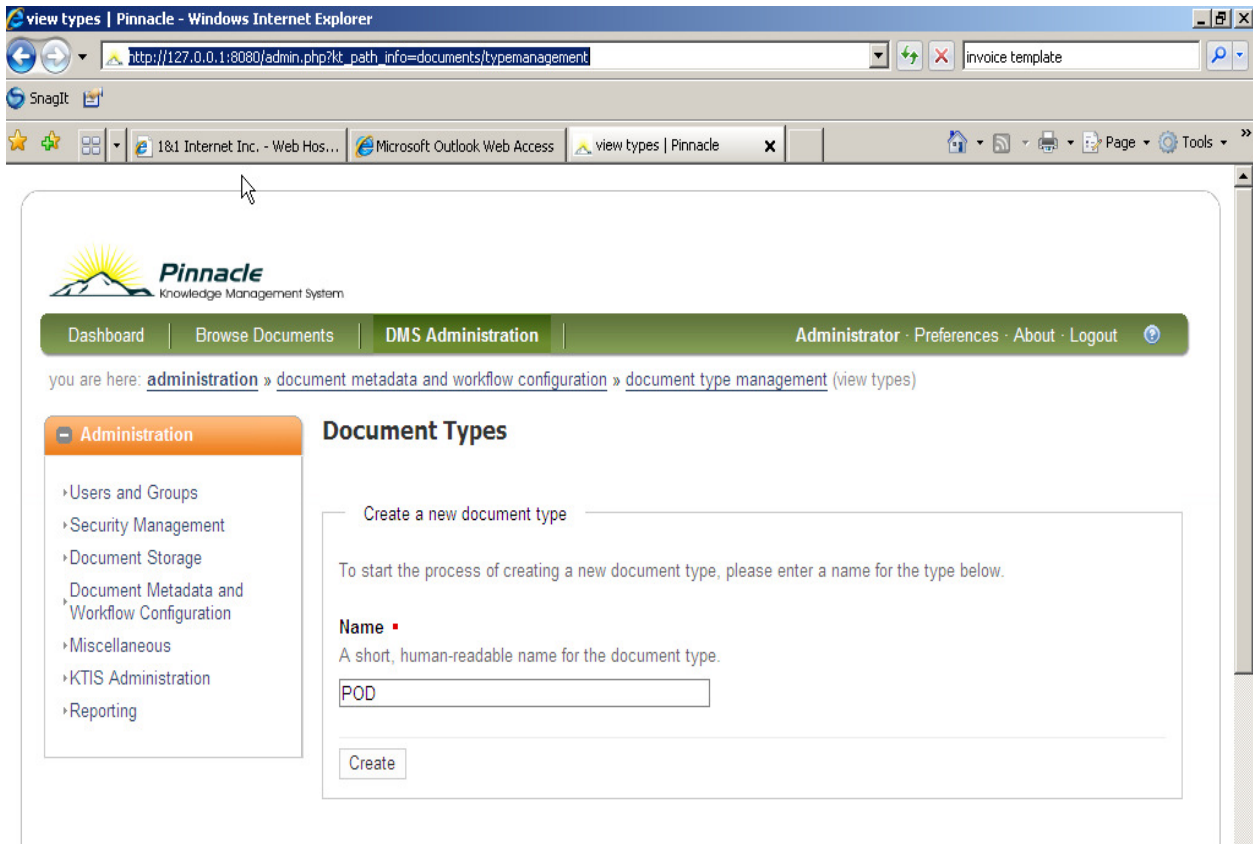 view types | Pinnacle - Windows Internet Explorer
http://127.0.0.1:8080/admin.php?kt_path_info=documents/typemanagement
invoice template
SnagIt
1&1 Internet Inc. - Web Hos...
Microsoft Outlook Web Access
view types | Pinnacle
Page
Tools
Pinnacle
Knowledge Management System
Dashboard
Browse Documents
DMS Administration
Administrator · Preferences · About · Logout
you are here: administration » document metadata and workflow configuration » document type management (view types)
Administration
Users and Groups
Security Management
Document Storage
Document Metadata and
Workflow Configuration
Miscellaneous
KTIS Administration
Reporting
Document Types
Create a new document type
To start the process of creating a new document type, please enter a name for the type below.
Name
A short, human-readable name for the document type.
POD
Create